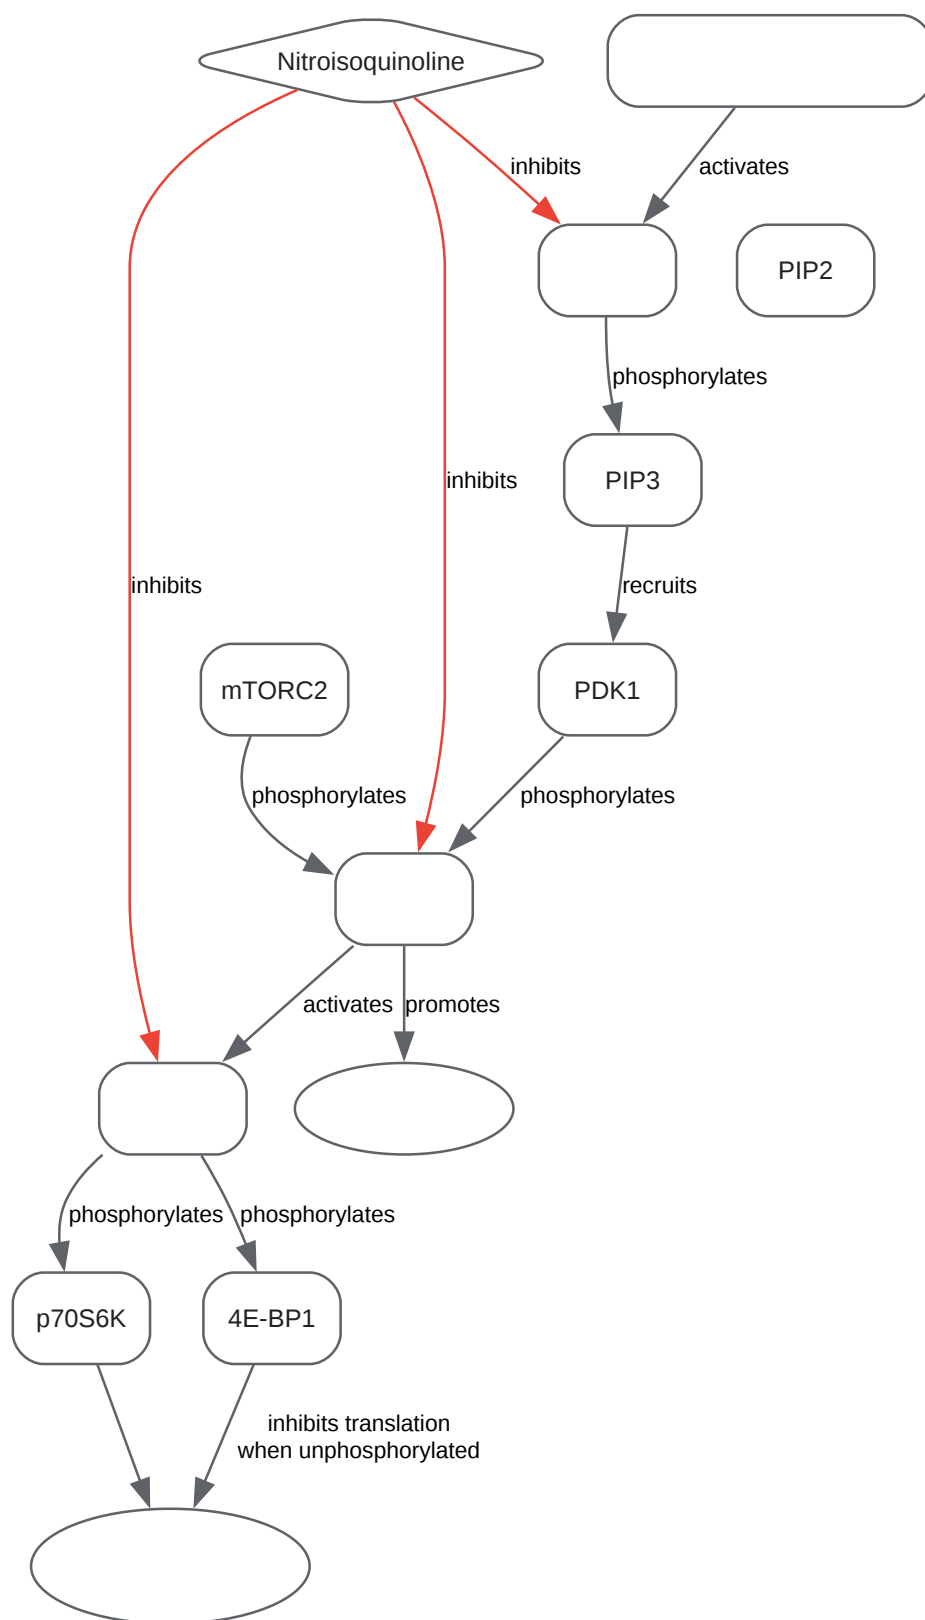 Nitroisoquinoline
inhibits
activates
PIP2
phosphorylates
PIP3
inhibits
inhibits
recruits
mTORC2
PDK1
phosphorylates
phosphorylates
activates
promotes
phosphorylates
phosphorylates
p70S6K
4E-BP1
inhibits translation
when unphosphorylated